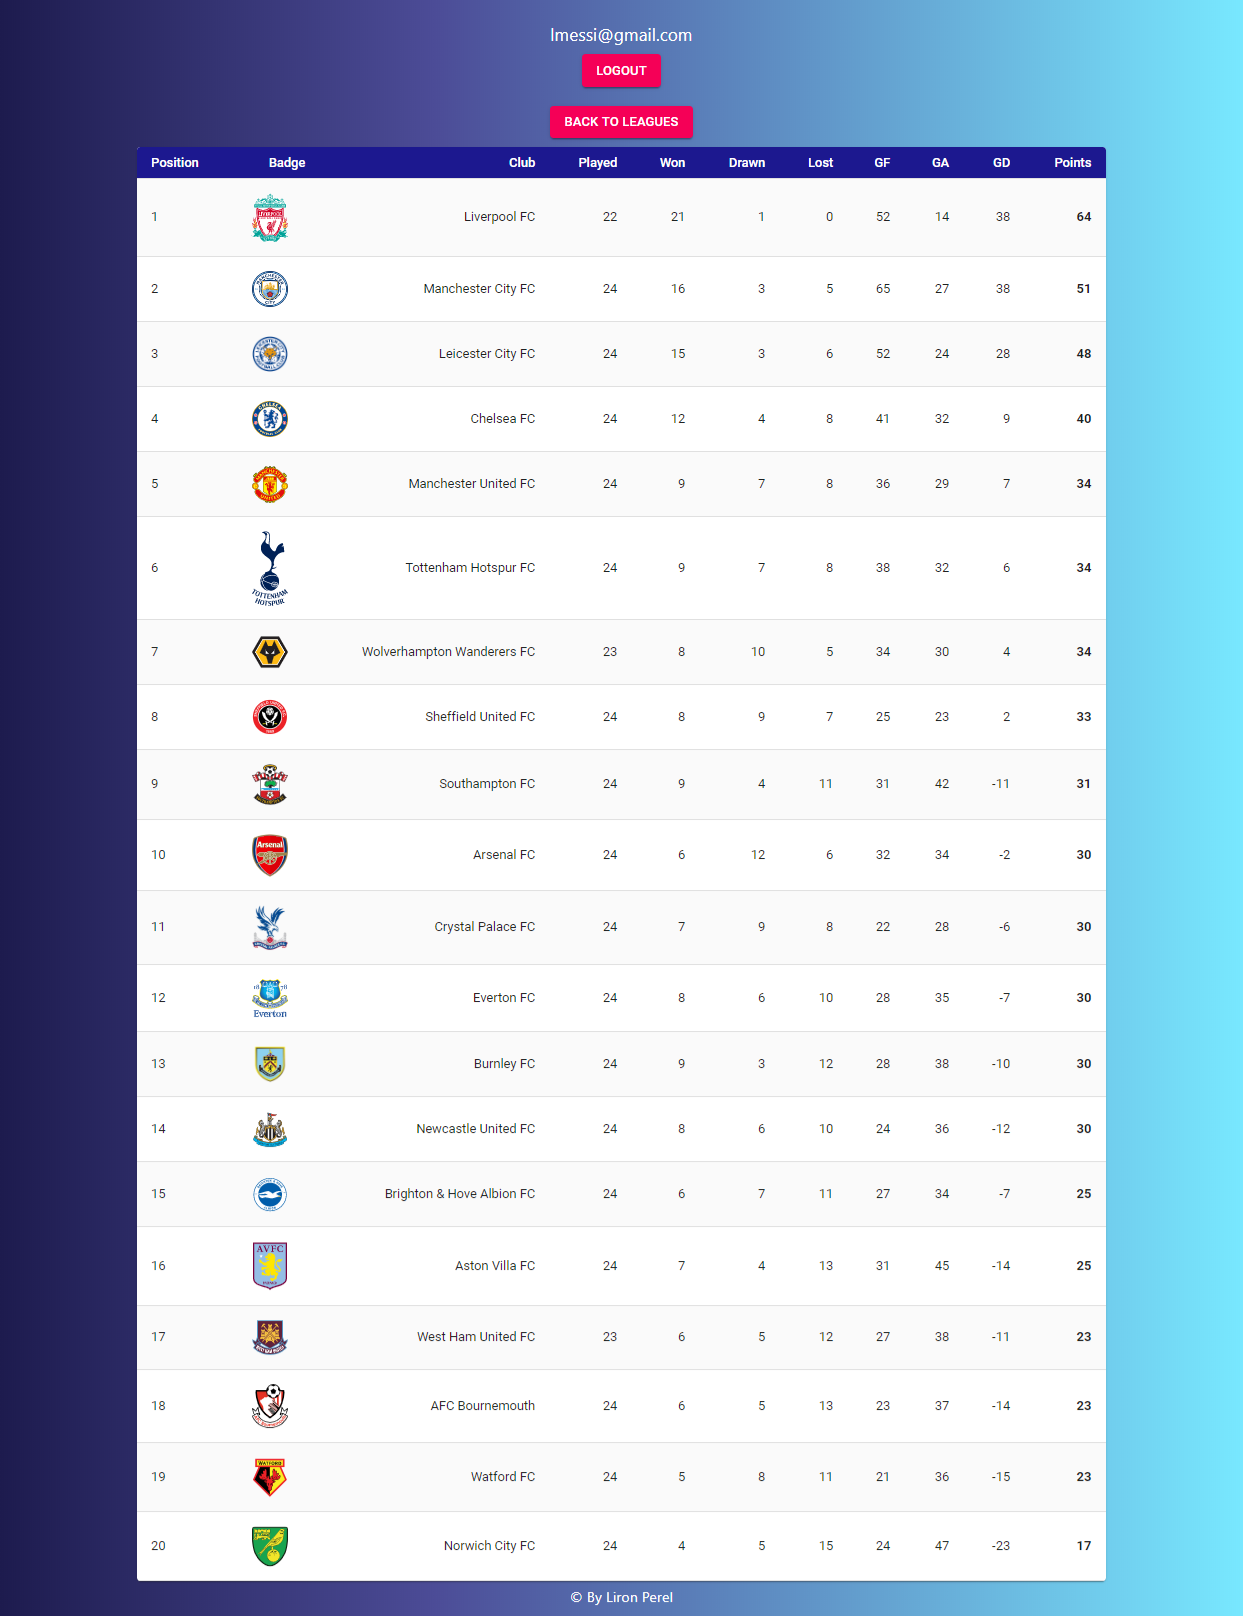 lmessi@gmail.com
LOGOUT
BACK TO LEAGUES
Position Badge Club Played Won Drawn Lost GF GA GD Points
1 Liverpool FC 22 21 1 0 52 14 38 64
2 Manchester City FC 24 16 3 5 65 27 38 51
3 Leicester City FC 24 15 3 6 52 24 28 48
4 Chelsea FC 24 12 4 8 41 32 9 40
5 Manchester United FC 24 9 7 8 36 29 7 34
6 TOTTENHAM HOTSPUR Tottenham Hotspur FC 24 9 7 8 38 32 6 34
7 Wolverhampton Wanderers FC 23 8 10 5 34 30 4 34
8 Sheffield United FC 24 8 9 7 25 23 2 33
9 Southampton FC 24 9 4 11 31 42 -11 31
10 Arsenal Arsenal FC 24 6 12 6 32 34 -2 30
11 Crystal Palace FC 24 7 9 8 22 28 -6 30
12 Everton Everton FC 24 8 6 10 28 35 -7 30
13 Burnley FC 24 9 3 12 28 38 -10 30
14 Newcastle United FC 24 8 6 10 24 36 -12 30
15 Brighton & Hove Albion FC 24 6 7 11 27 34 -7 25
16 AVFC Aston Villa FC 24 7 4 13 31 45 -14 25
17 West Ham United FC 23 6 5 12 27 38 -11 23
18 AFC Bournemouth 24 6 5 13 23 37 -14 23
19 WATFORD Watford FC 24 5 8 11 21 36 -15 23
20 Norwich City FC 24 4 5 15 24 47 -23 17
© By Liron Perel